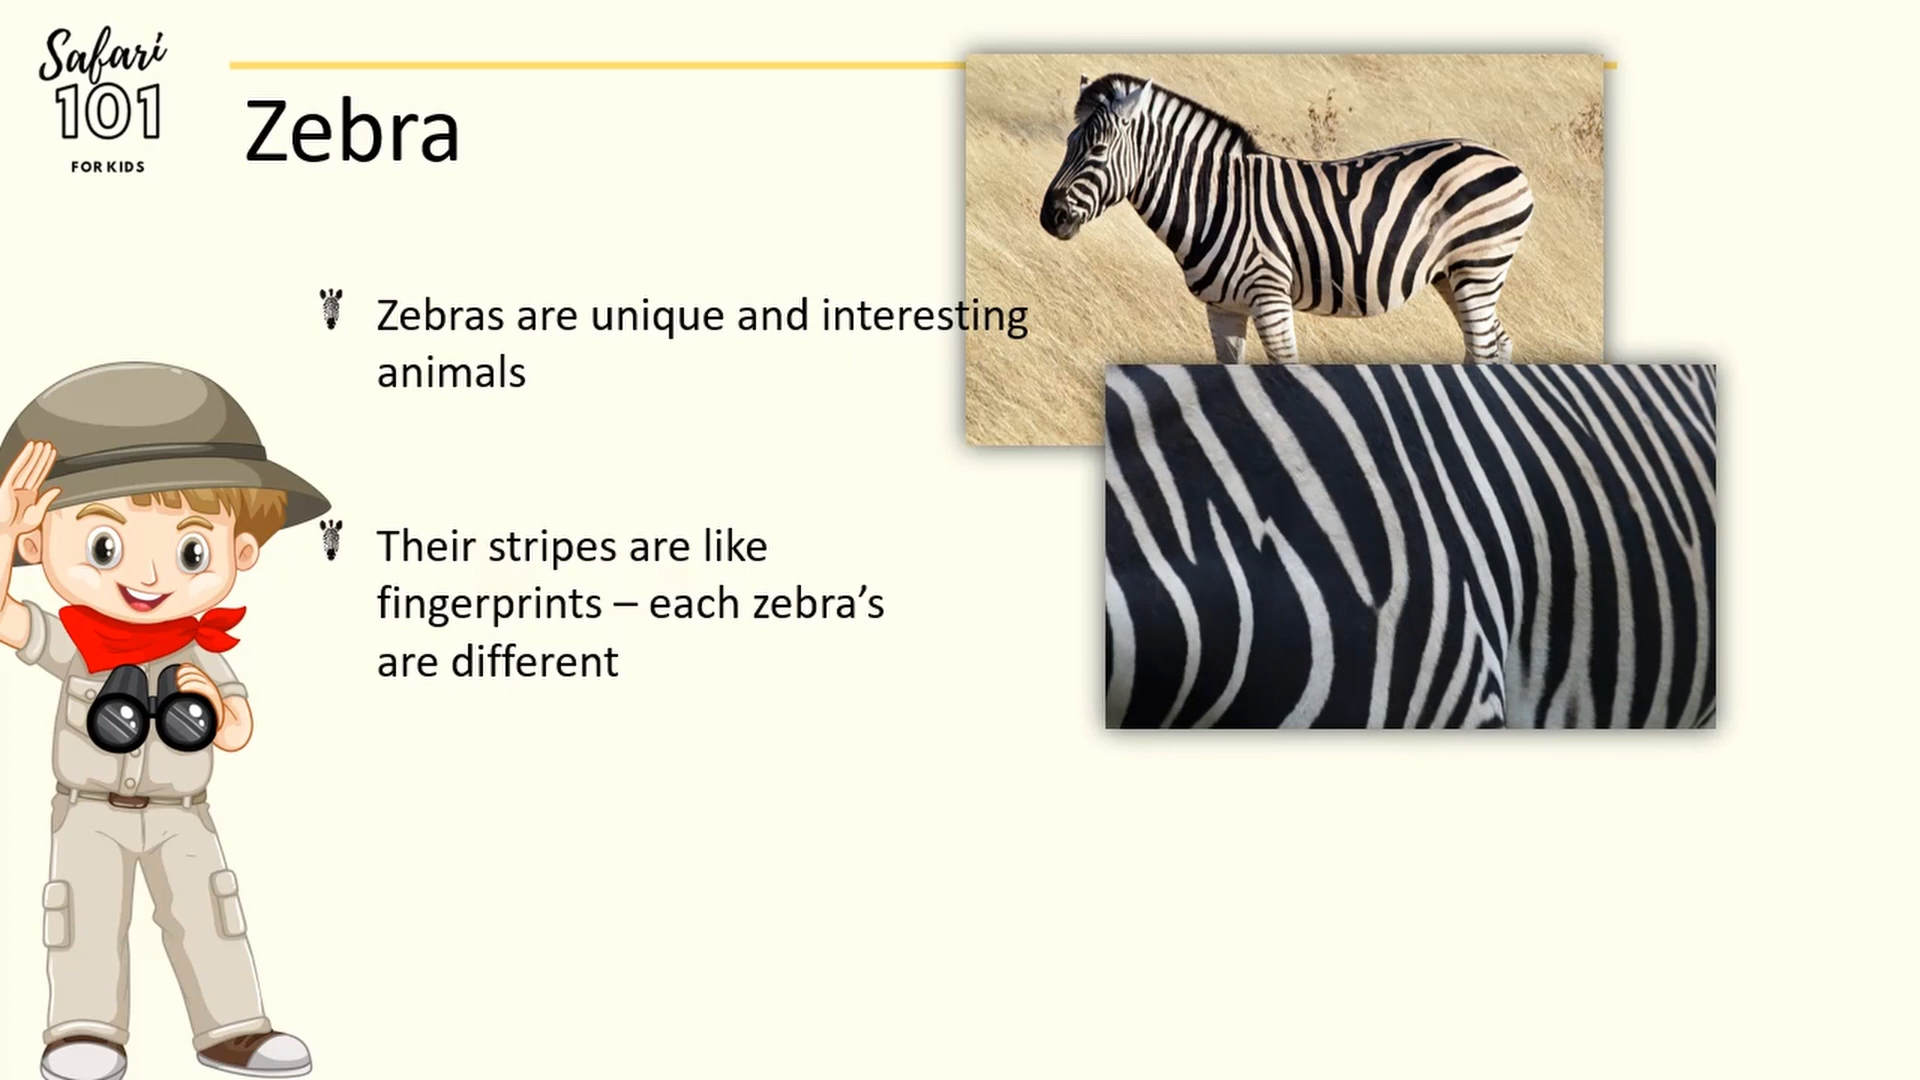 Safari
101
FOR KIDS
Zebra
Zebras are unique and interesting
animals
Their stripes are like
fingerprints – each zebra’s
are different